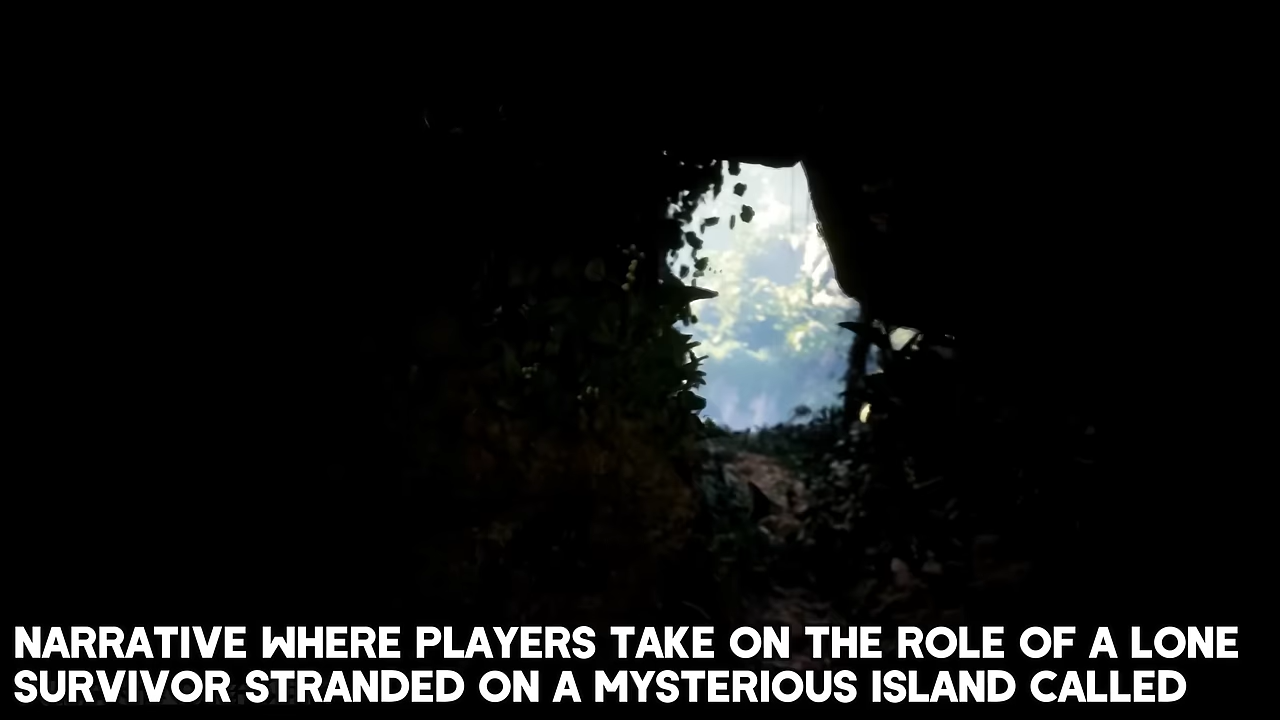 NARRATIVE WHERE PLAYERS TAKE ON THE ROLE OF A LONE
SURVIVOR STRANDED ON A MYSTERIOUS ISLAND CALLED